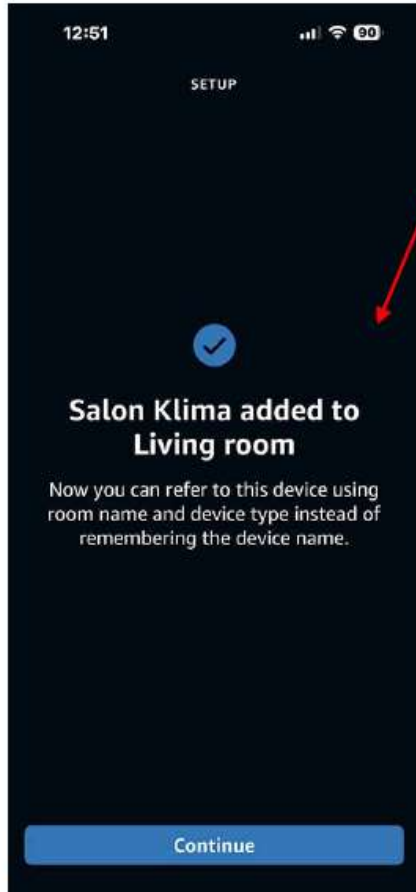 12:51
90
SETUP
Salon Klima added to
Living room
Now you can refer to this device using
room name and device type instead of
remembering the device name.
Continue